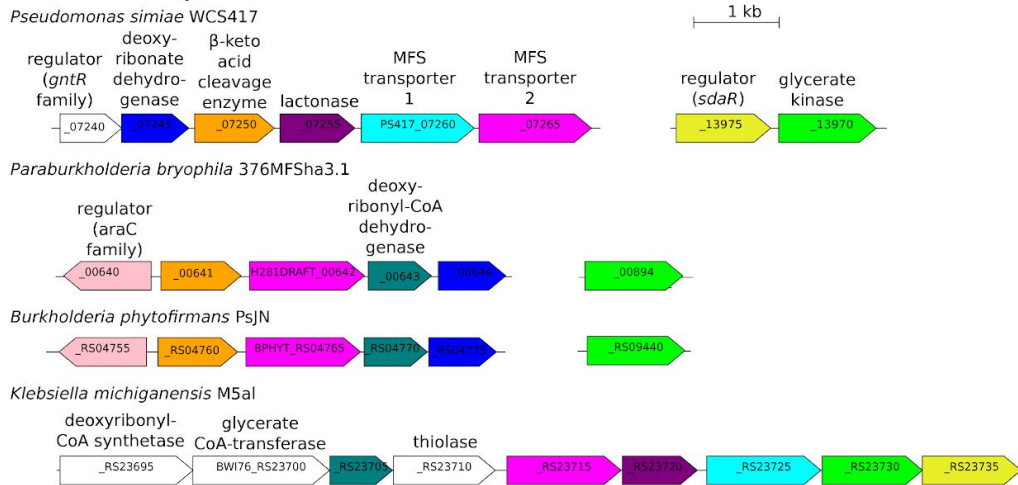 Pseudomonas simiae WCS417
1 kb
regulator
(gntR
family)
deoxy-
ribonate
dehydro-
genase
β-keto
acid
cleavage
enzyme
lactonase
MFS
transporter
1
MFS
transporter
2
regulator
(sdaR)
glycerate
kinase
_07240
_07245
_07250
_07255
PS417_07260
_07265
_13975
_13970
Paraburkholderia bryophila 376MFSha3.1
regulator
(araC
family)
deoxy-
ribonyl-CoA
dehydro-
genase
_00640
_00641
H281DRAFT_00642
_00643
_00644
_00894
Burkholderia phytofirmans PsJN
_RS04755
_RS04760
BPHYT_RS04765
_RS04770
_RS04775
_RS09440
Klebsiella michiganensis M5al
deoxyribonyl-
CoA synthetase
glycerate
CoA-transferase
thiolase
_RS23695
BWI76_RS23700
_RS23705
_RS23710
_RS23715
_RS23720
_RS23725
_RS23730
_RS23735